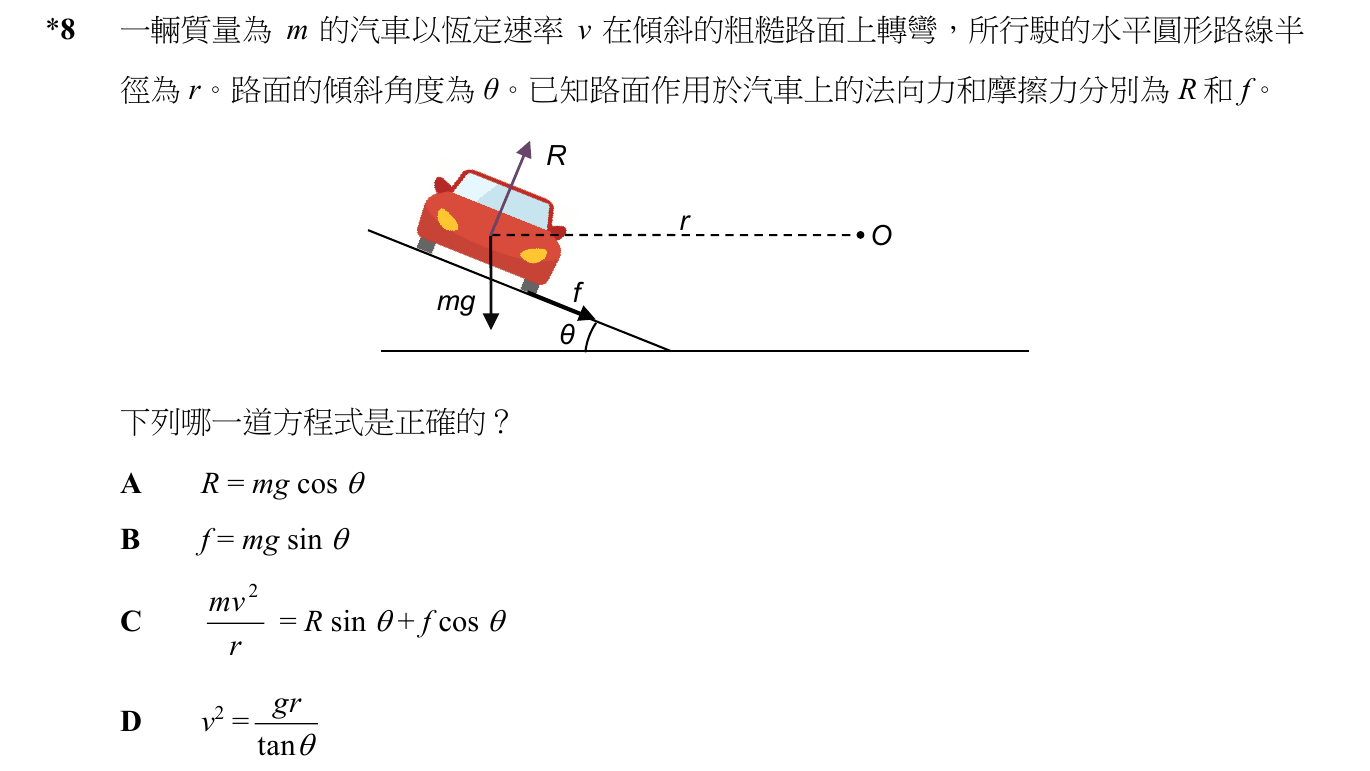 *8 一輛質量為 m 的汽車以恆定速率 v 在傾斜的粗糙路面上轉彎，所行駛的水平圓形路線半
徑為 r。路面的傾斜角度為 θ。已知路面作用於汽車上的法向力和摩擦力分別為 R 和 f。
R
r
O
mg
f
θ
下列哪一道方程式是正確的？
A R = mg cos θ
B f = mg sin θ
C mv²/r = R sin θ + f cos θ
D v² = gr/tan θ